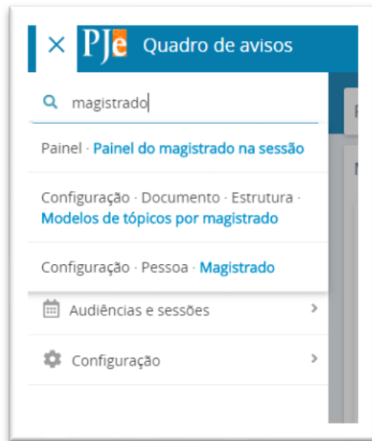 PJe Quadro de avisos
magistrado
Painel · Painel do magistrado na sessão
Configuração · Documento · Estrutura ·
Modelos de tópicos por magistrado
Configuração · Pessoa · Magistrado
Audiências e sessões
Configuração